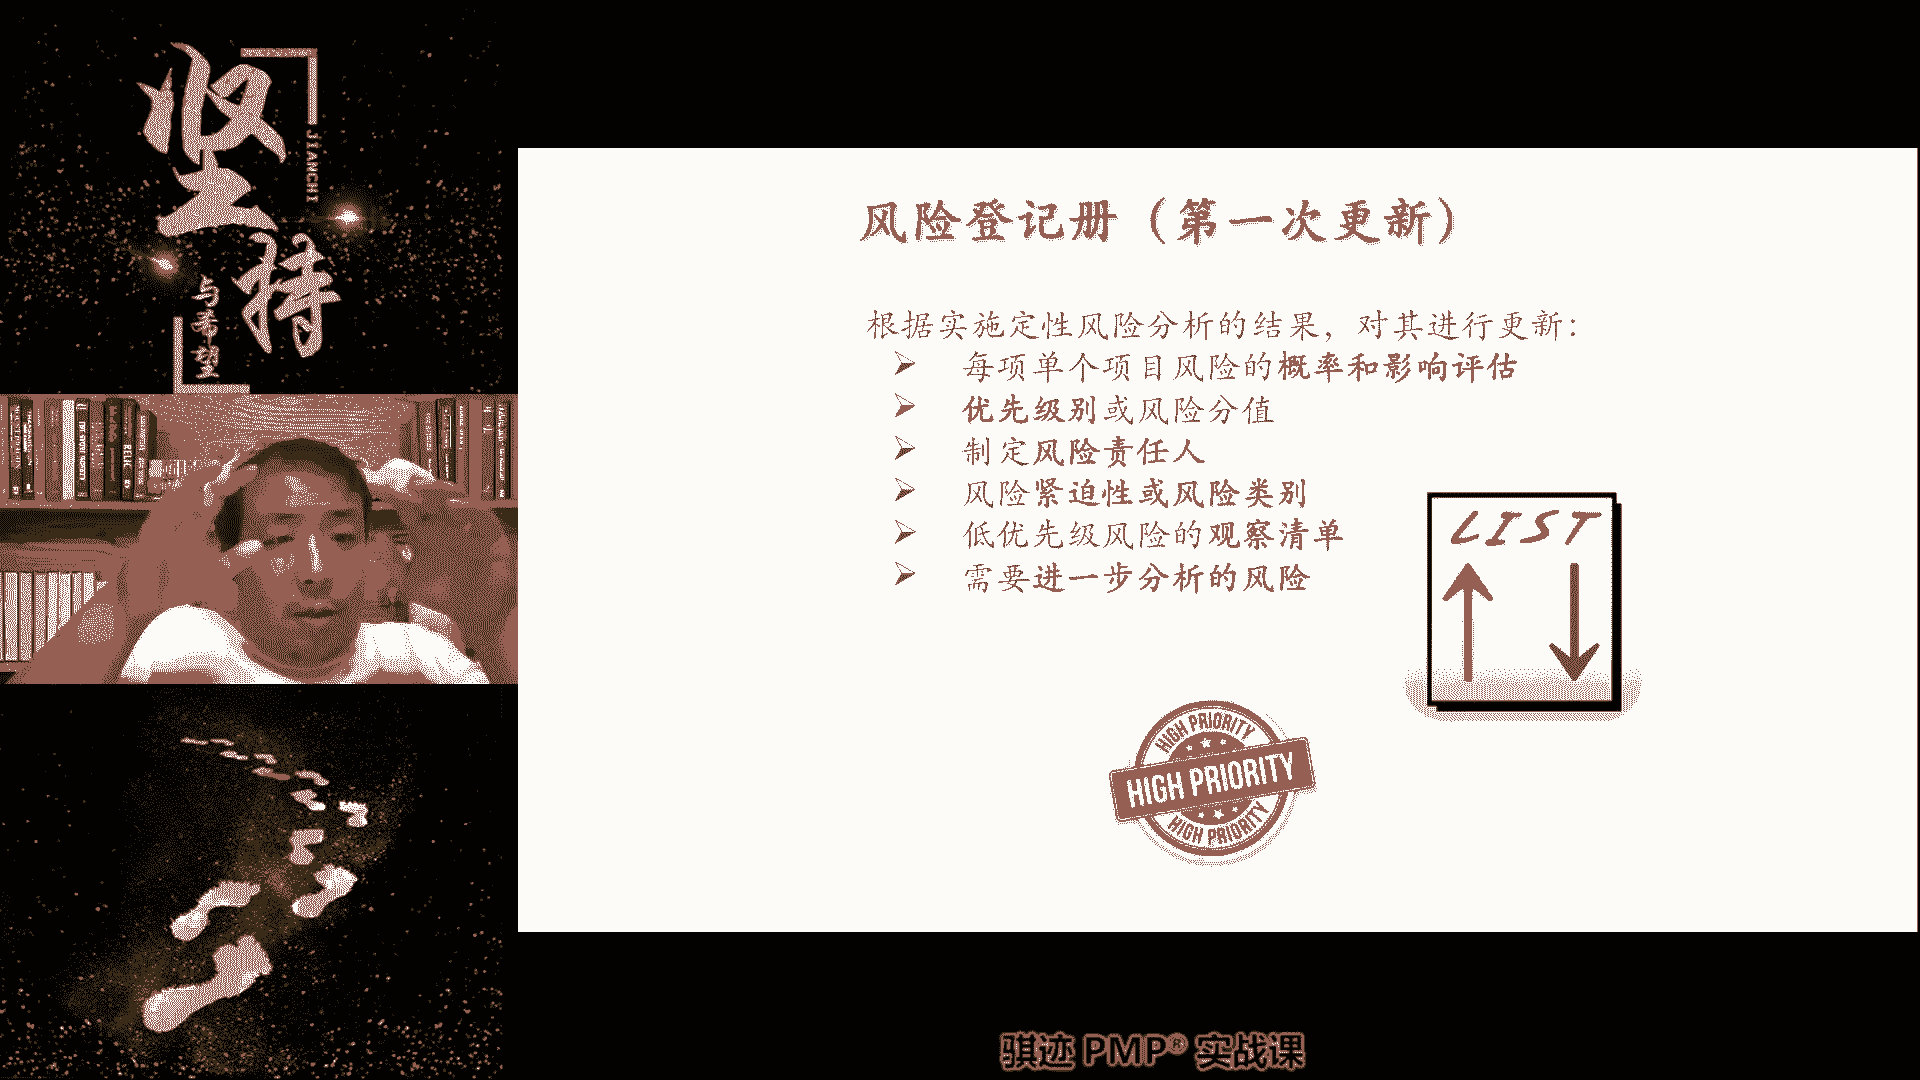 坚持
JIANCHI
与希望
风险登记册（第一次更新）
根据实施定性风险分析的结果，对其进行更新：
每项单个项目风险的概率和影响评估
优先级别或风险分值
制定风险责任人
风险紧迫性或风险类别
低优先级风险的观察清单
需要进一步分析的风险
LIST
HIGH PRIORITY
HIGH PRIORITY
HIGH PRIORITY
骐迹 PMP® 实战课